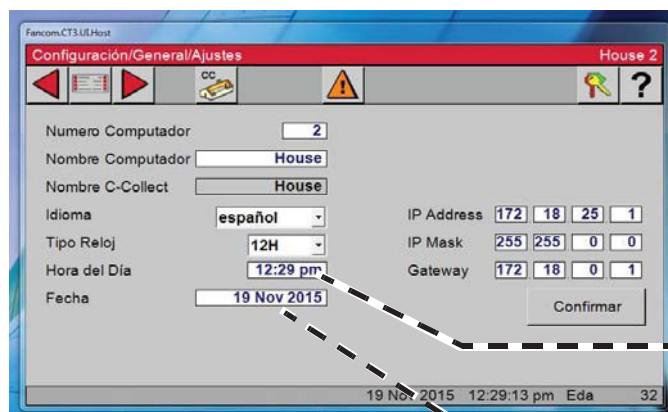 Fancom.CT3.UI.Host
Configuración/General/Ajustes House 2
CC
?
Numero Computador 2
Nombre Computador House
Nombre C-Collect House
Idioma español
Tipo Reloj 12H
Hora del Día 12:29 pm
Fecha 19 Nov 2015
IP Address 172 18 25 1
IP Mask 255 255 0 0
Gateway 172 18 0 1
Confirmar
19 Nov 2015 12:29:13 pm Eda 32